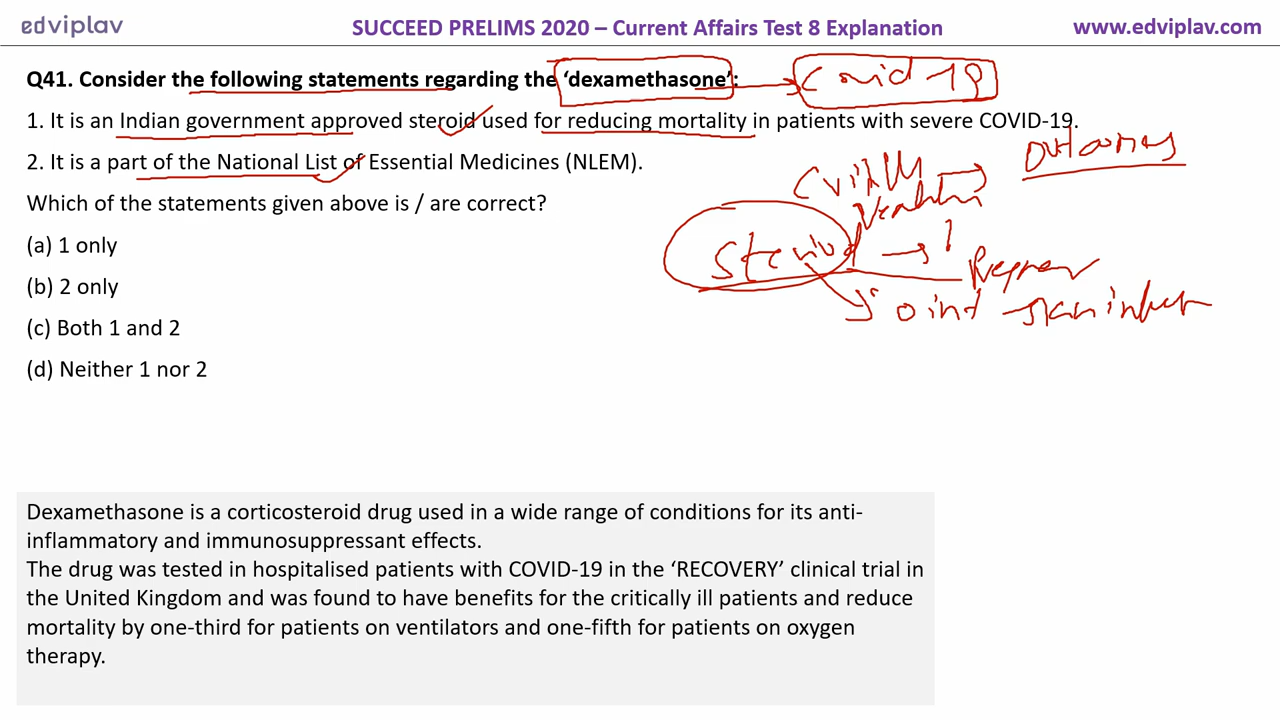 edviplav
SUCCEED PRELIMS 2020 – Current Affairs Test 8 Explanation
www.edviplav.com
Q41. Consider the following statements regarding the ‘dexamethasone’:
Covid 19
1. It is an Indian government approved steroid used for reducing mortality in patients with severe COVID-19.
outcomes
2. It is a part of the National List of Essential Medicines (NLEM).
Which of the statements given above is / are correct?
(a) 1 only
(b) 2 only
(c) Both 1 and 2
(d) Neither 1 nor 2
Joint
Dexamethasone is a corticosteroid drug used in a wide range of conditions for its anti-
inflammatory and immunosuppressant effects.
The drug was tested in hospitalised patients with COVID-19 in the ‘RECOVERY’ clinical trial in
the United Kingdom and was found to have benefits for the critically ill patients and reduce
mortality by one-third for patients on ventilators and one-fifth for patients on oxygen
therapy.